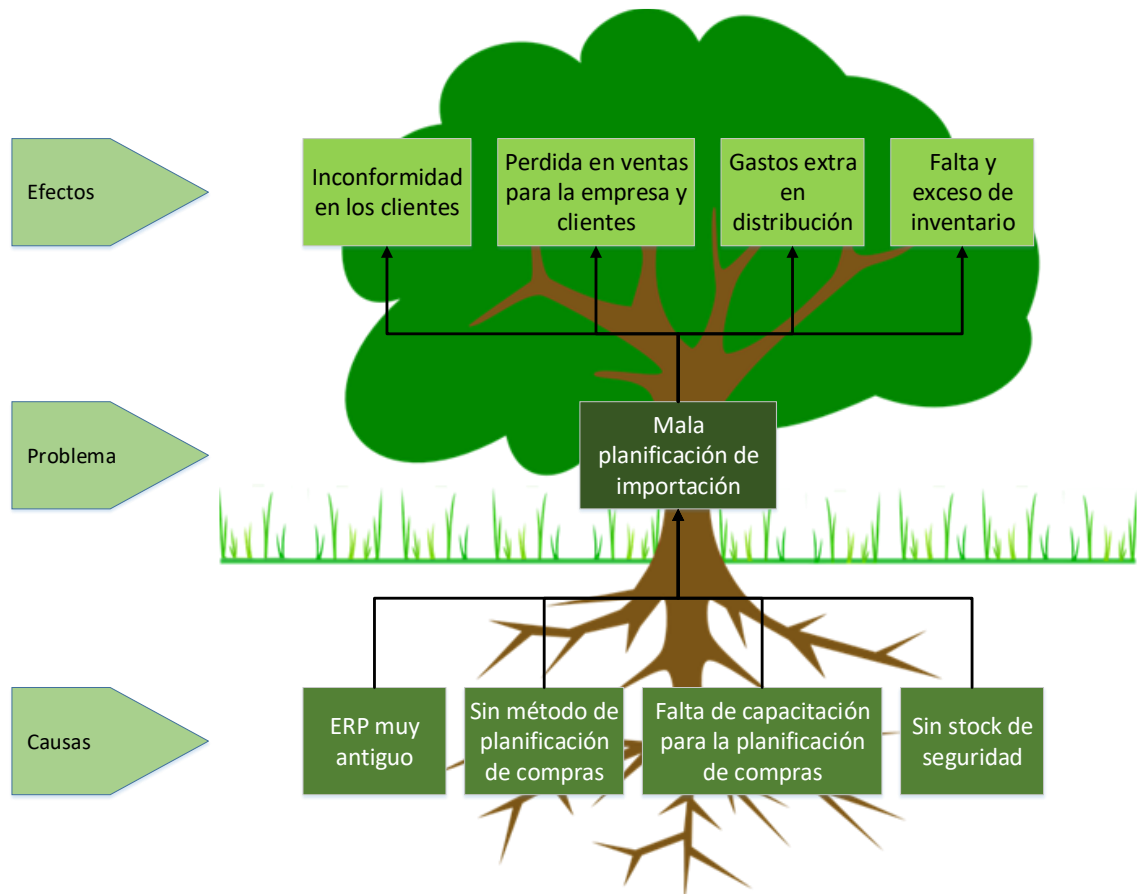 Efectos
Inconformidad
en los clientes
Perdida en ventas
para la empresa y
clientes
Gastos extra
en
distribución
Falta y
exceso de
inventario
Problema
Mala
planificación de
importación
Causas
ERP muy
antiguo
Sin método de
planificación
de compras
Falta de capacitación
para la planificación
de compras
Sin stock de
seguridad